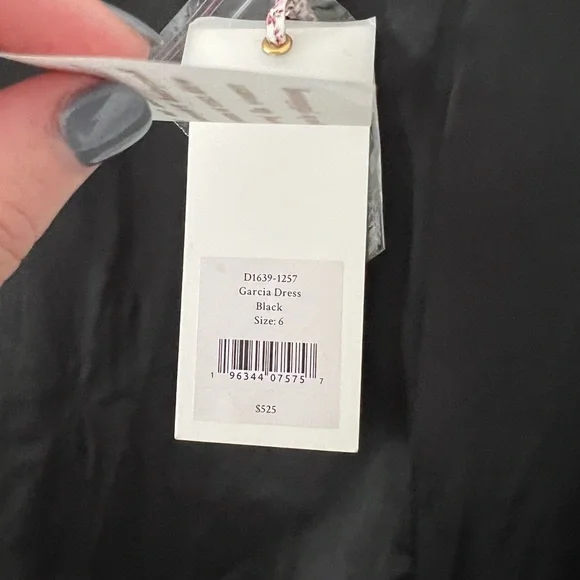 D1639-1257
Garcia Dress
Black
Size: 6
1 96344 07575 7
$525